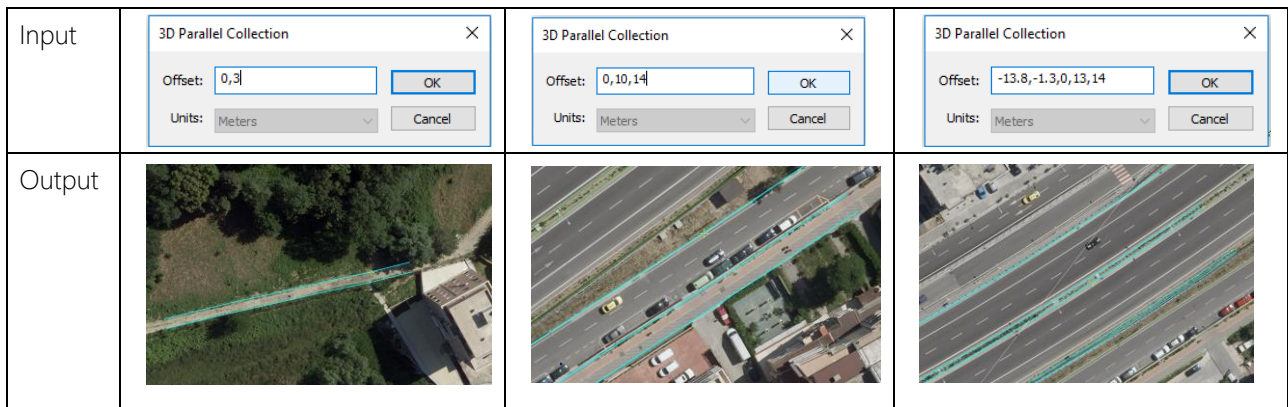 Input
3D Parallel Collection
Offset: 0,3 OK
Units: Meters Cancel
3D Parallel Collection
Offset: 0,10,14 OK
Units: Meters Cancel
3D Parallel Collection
Offset: -13.8,-1.3,0,13,14 OK
Units: Meters Cancel
Output